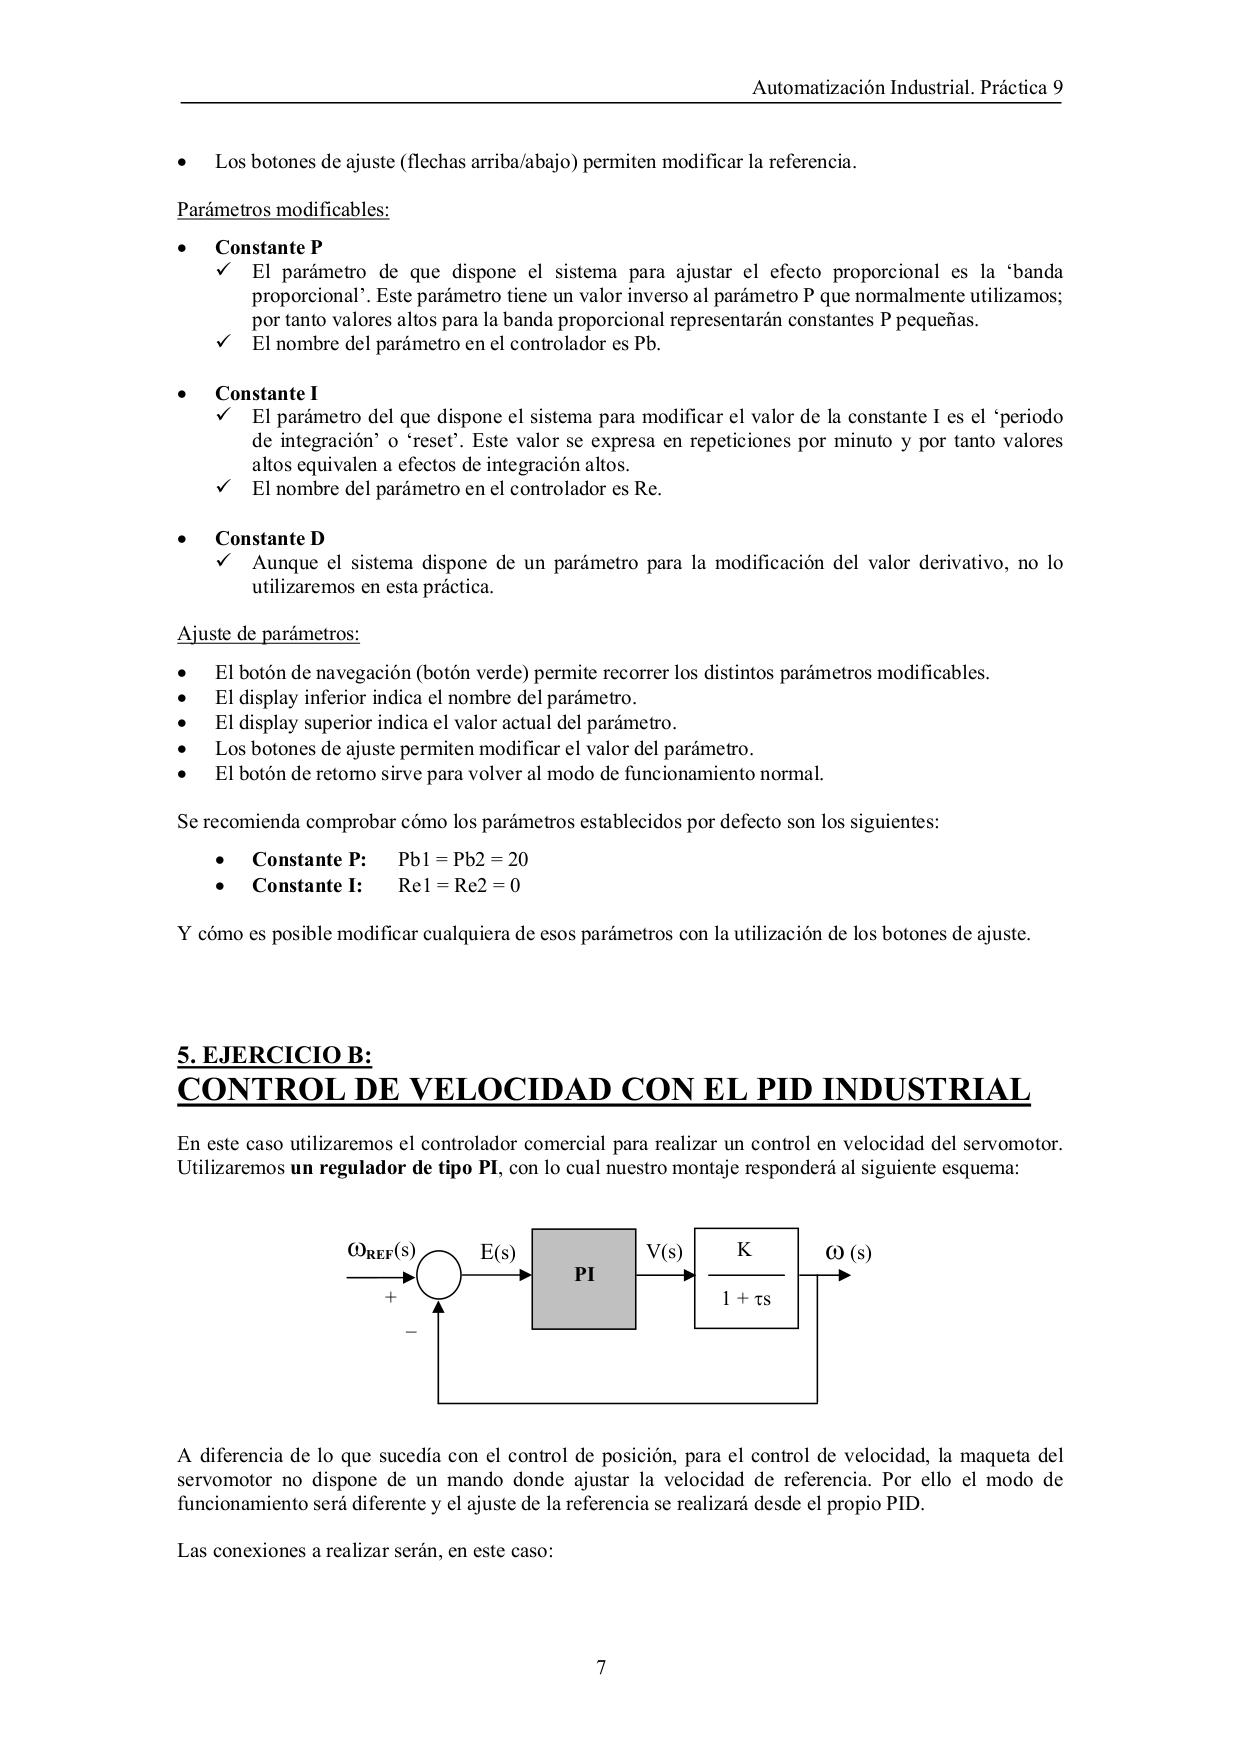 Automatización Industrial. Práctica 9
• Los botones de ajuste (flechas arriba/abajo) permiten modificar la referencia.
Parámetros modificables:
• Constante P
✓ El parámetro de que dispone el sistema para ajustar el efecto proporcional es la ‘banda
proporcional’. Este parámetro tiene un valor inverso al parámetro P que normalmente utilizamos;
por tanto valores altos para la banda proporcional representarán constantes P pequeñas.
✓ El nombre del parámetro en el controlador es Pb.
• Constante I
✓ El parámetro del que dispone el sistema para modificar el valor de la constante I es el ‘periodo
de integración’ o ‘reset’. Este valor se expresa en repeticiones por minuto y por tanto valores
altos equivalen a efectos de integración altos.
✓ El nombre del parámetro en el controlador es Re.
• Constante D
✓ Aunque el sistema dispone de un parámetro para la modificación del valor derivativo, no lo
utilizaremos en esta práctica.
Ajuste de parámetros:
• El botón de navegación (botón verde) permite recorrer los distintos parámetros modificables.
• El display inferior indica el nombre del parámetro.
• El display superior indica el valor actual del parámetro.
• Los botones de ajuste permiten modificar el valor del parámetro.
• El botón de retorno sirve para volver al modo de funcionamiento normal.
Se recomienda comprobar cómo los parámetros establecidos por defecto son los siguientes:
• Constante P: Pb1 = Pb2 = 20
• Constante I: Re1 = Re2 = 0
Y cómo es posible modificar cualquiera de esos parámetros con la utilización de los botones de ajuste.
5. EJERCICIO B:
CONTROL DE VELOCIDAD CON EL PID INDUSTRIAL
En este caso utilizaremos el controlador comercial para realizar un control en velocidad del servomotor.
Utilizaremos un regulador de tipo PI, con lo cual nuestro montaje responderá al siguiente esquema:
ωREF(s) E(s) PI V(s) K ω (s)
1 + τs
+
–
A diferencia de lo que sucedía con el control de posición, para el control de velocidad, la maqueta del
servomotor no dispone de un mando donde ajustar la velocidad de referencia. Por ello el modo de
funcionamiento será diferente y el ajuste de la referencia se realizará desde el propio PID.
Las conexiones a realizar serán, en este caso:
7